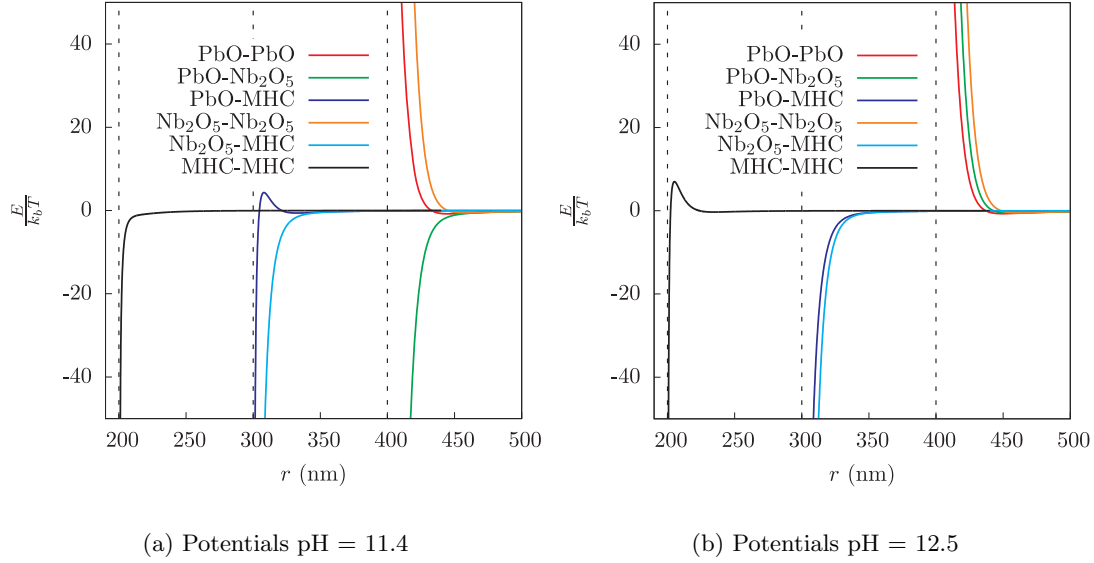 40
20
0
-20
-40
E/k_bT
PbO-PbO
PbO-Nb₂O₅
PbO-MHC
Nb₂O₅-Nb₂O₅
Nb₂O₅-MHC
MHC-MHC
200 250 300 350 400 450 500
r (nm)
(a) Potentials pH = 11.4
40
20
0
-20
-40
E/k_bT
PbO-PbO
PbO-Nb₂O₅
PbO-MHC
Nb₂O₅-Nb₂O₅
Nb₂O₅-MHC
MHC-MHC
200 250 300 350 400 450 500
r (nm)
(b) Potentials pH = 12.5